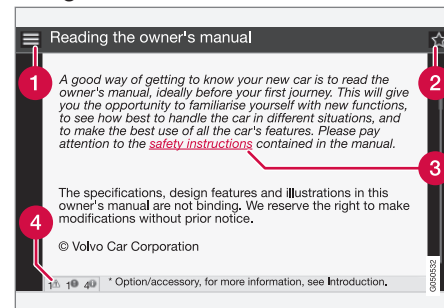 Reading the owner's manual
1
2
A good way of getting to know your new car is to read the
owner's manual, ideally before your first journey. This will give
you the opportunity to familiarise yourself with new functions,
to see how best to handle the car in different situations, and
to make the best use of all the car's features. Please pay
attention to the safety instructions contained in the manual.
3
The specifications, design features and illustrations in this
owner's manual are not binding. We reserve the right to make
modifications without prior notice.
4
© Volvo Car Corporation
1 1 4 * Option/accessory, for more information, see Introduction.
G050532